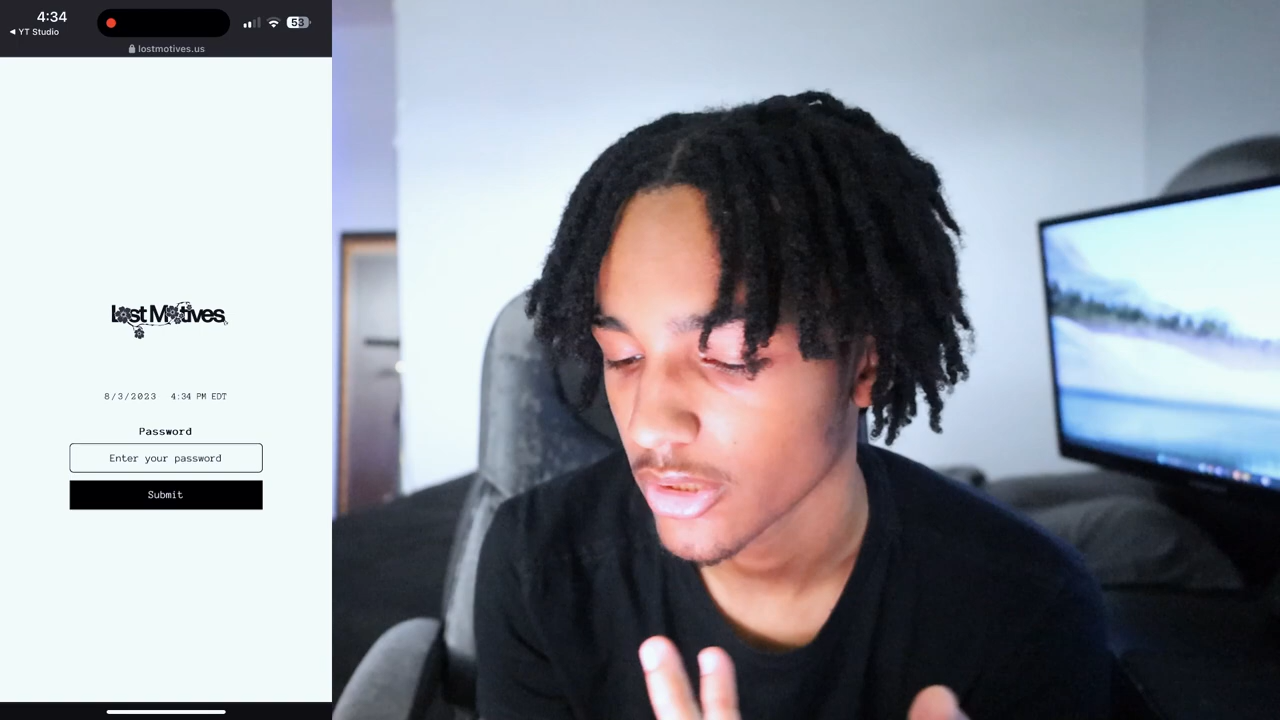 4:34
53
◀ YT Studio
lostmotives.us
lost Motives
8/3/2023 4:34 PM EDT
Password
Enter your password
Submit